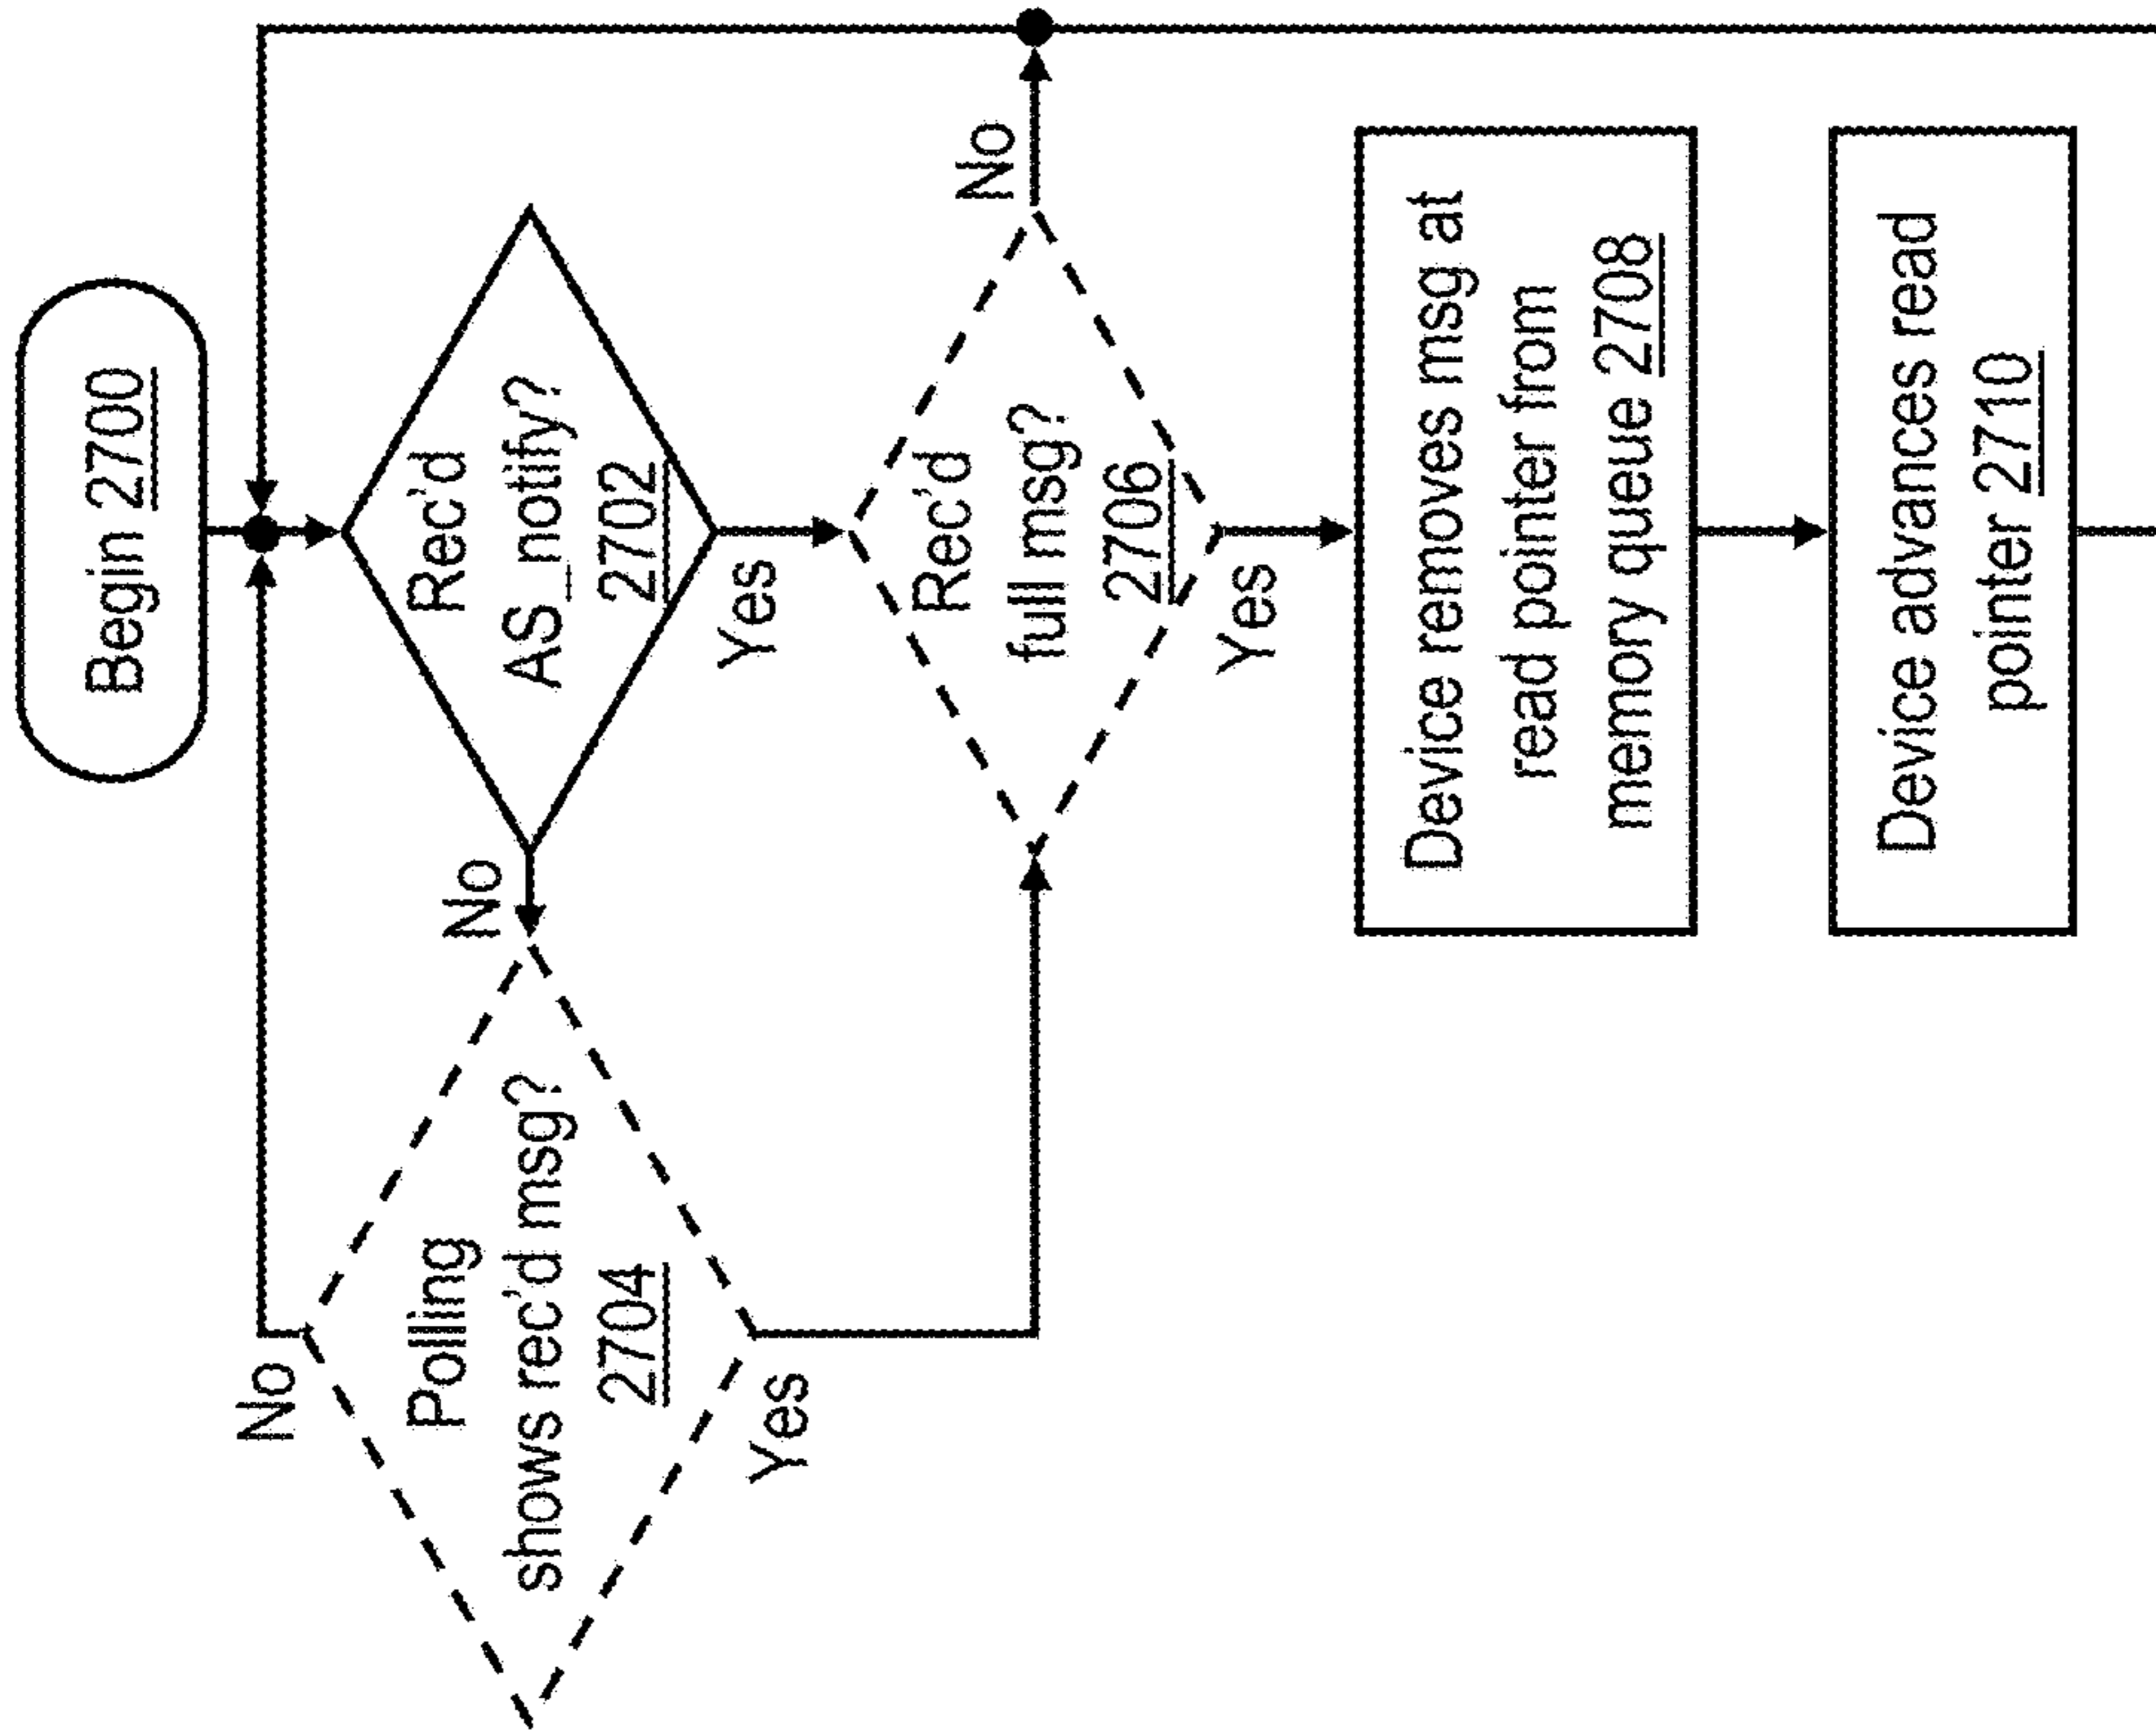 Begin 2700
Rec'd
AS_notify?
2702
No
Yes
Polling
shows rec'd msg?
2704
No
Yes
Rec'd
full msg?
2706
No
Yes
Device removes msg at
read pointer from
memory queue 2708
Device advances read
pointer 2710